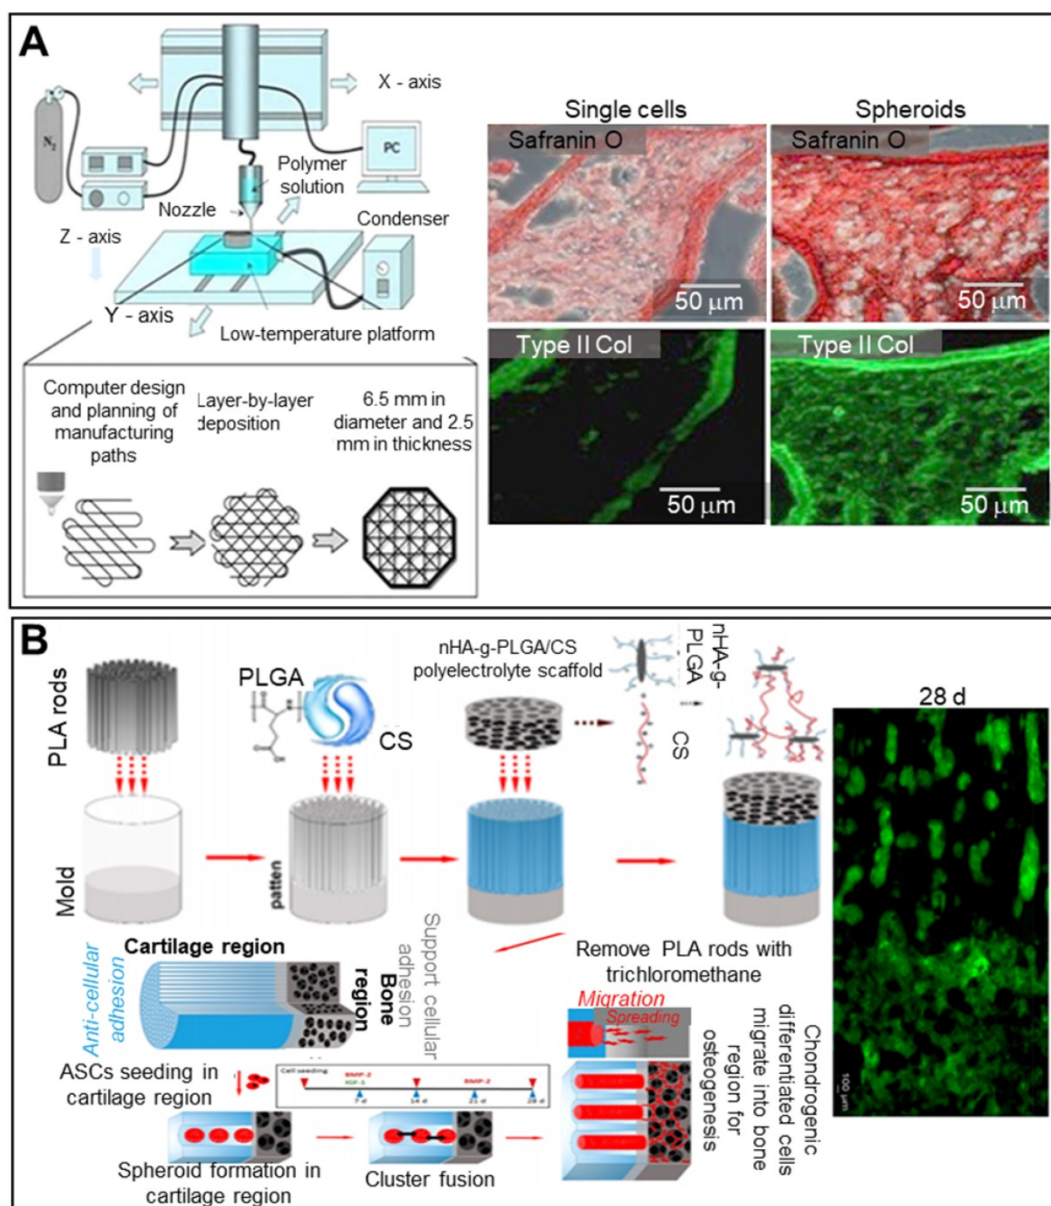 A
X - axis
N2
PC
Polymer
solution
Nozzle
Condenser
Z - axis
Y - axis
Low-temperature platform
Computer design
and planning of
manufacturing
paths
Layer-by-layer
deposition
6.5 mm in
diameter and 2.5
mm in thickness
Single cells
Spheroids
Safranin O
Safranin O
50 μm
50 μm
Type II Col
Type II Col
50 μm
50 μm
B
PLA rods
Mold
PLGA
CS
patten
nHA-g-PLGA/CS
polyelectrolyte scaffold
nHA-g-
PLGA
CS
28 d
100 μm
Remove PLA rods with
trichloromethane
Cartilage region
Anti-cellular
adhesion
Bone
region
Support cellular
adhesion
ASCs seeding in
cartilage region
Cell seeding:
BMP-2
IGF-1
BMP-2
7 d
14 d
21 d
28 d
Spheroid formation in
cartilage region
Cluster fusion
Migration
Spreading
Chondrogenic
differentiated cells
migrate into bone
region for
osteogenesis